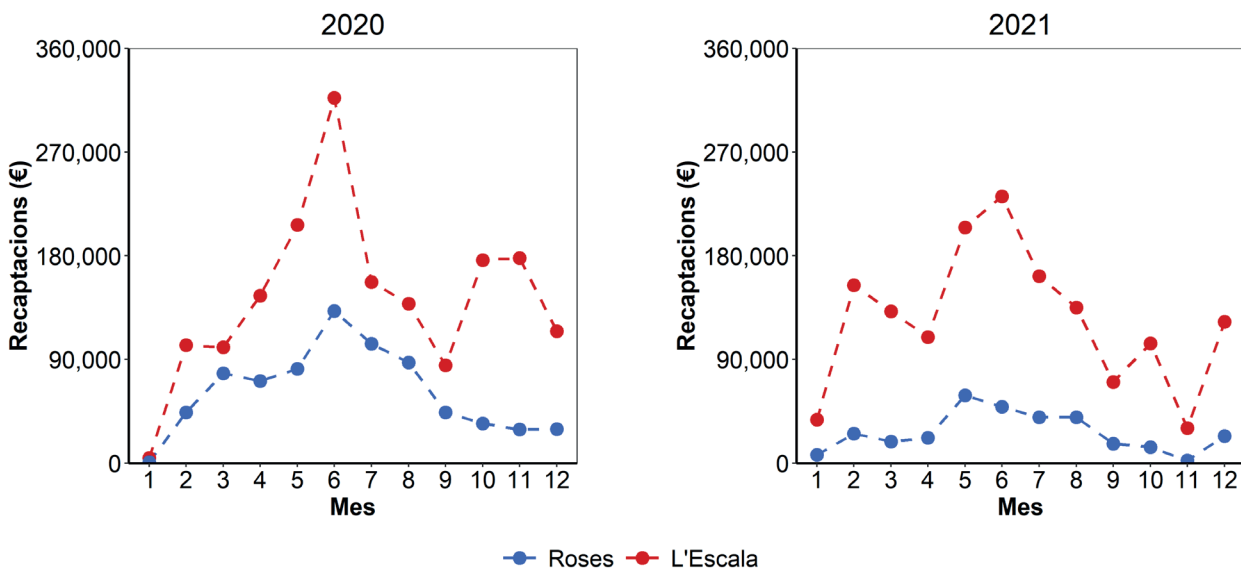 2020
360,000
270,000
180,000
90,000
0
Recaptacions (€)
1 2 3 4 5 6 7 8 9 10 11 12
Mes
2021
360,000
270,000
180,000
90,000
0
Recaptacions (€)
1 2 3 4 5 6 7 8 9 10 11 12
Mes
Roses L'Escala